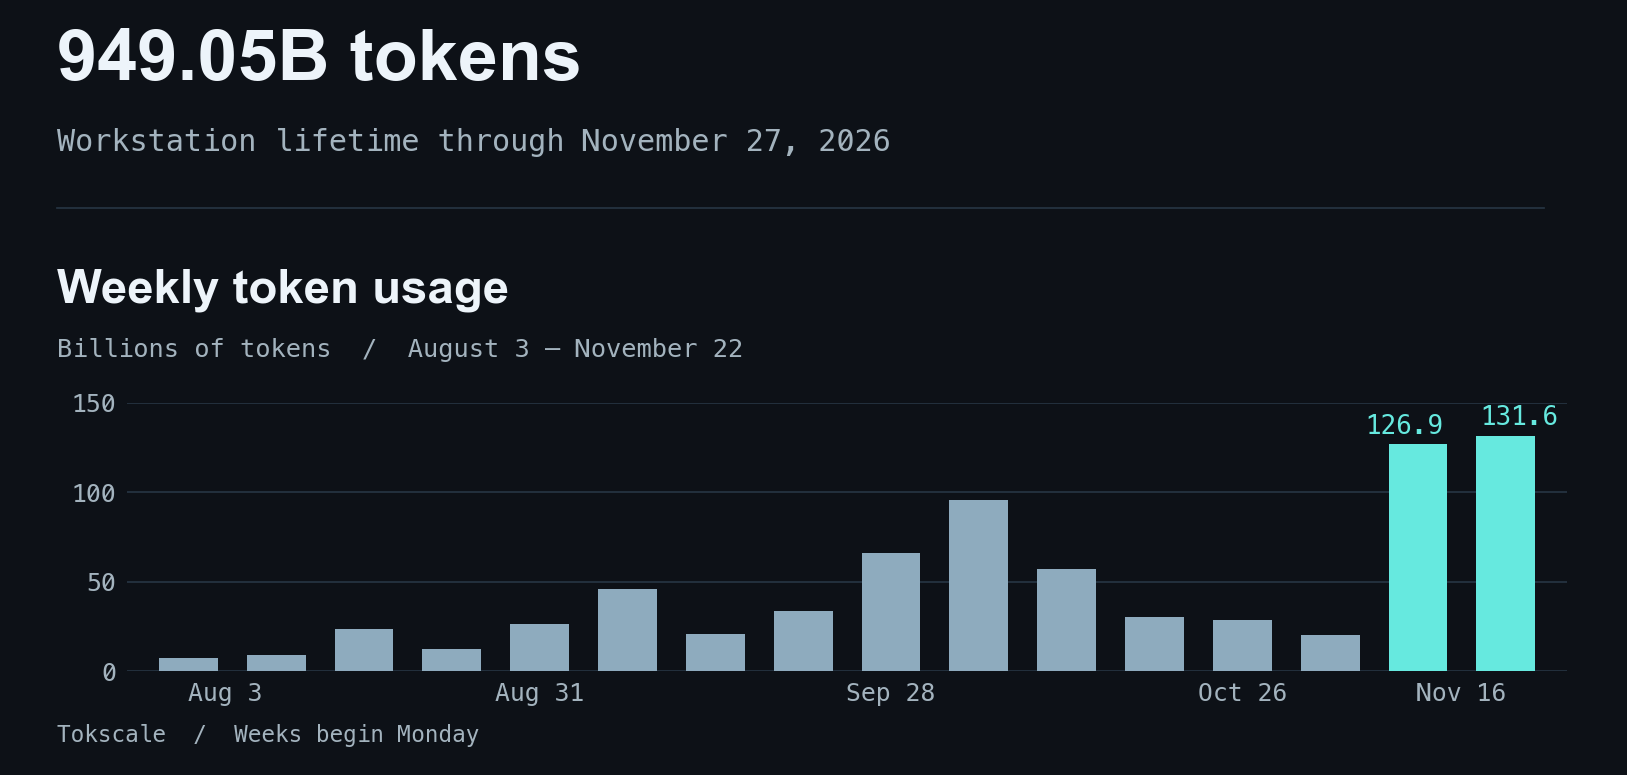 949.05B tokens
Workstation lifetime through November 27, 2026
Weekly token usage
Billions of tokens / August 3 – November 22
150
126.9 131.6
100
50
0
Aug 3 Aug 31 Sep 28 Oct 26 Nov 16
Tokscale / Weeks begin Monday